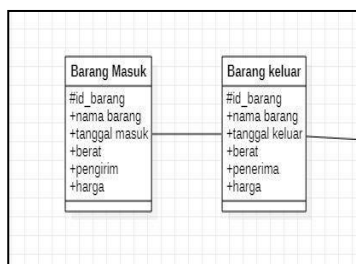 Barang Masuk
#id_barang
+nama barang
+tanggal masuk
+berat
+pengirim
+harga
Barang keluar
#id_barang
+nama barang
+tanggal keluar
+berat
+penerima
+harga